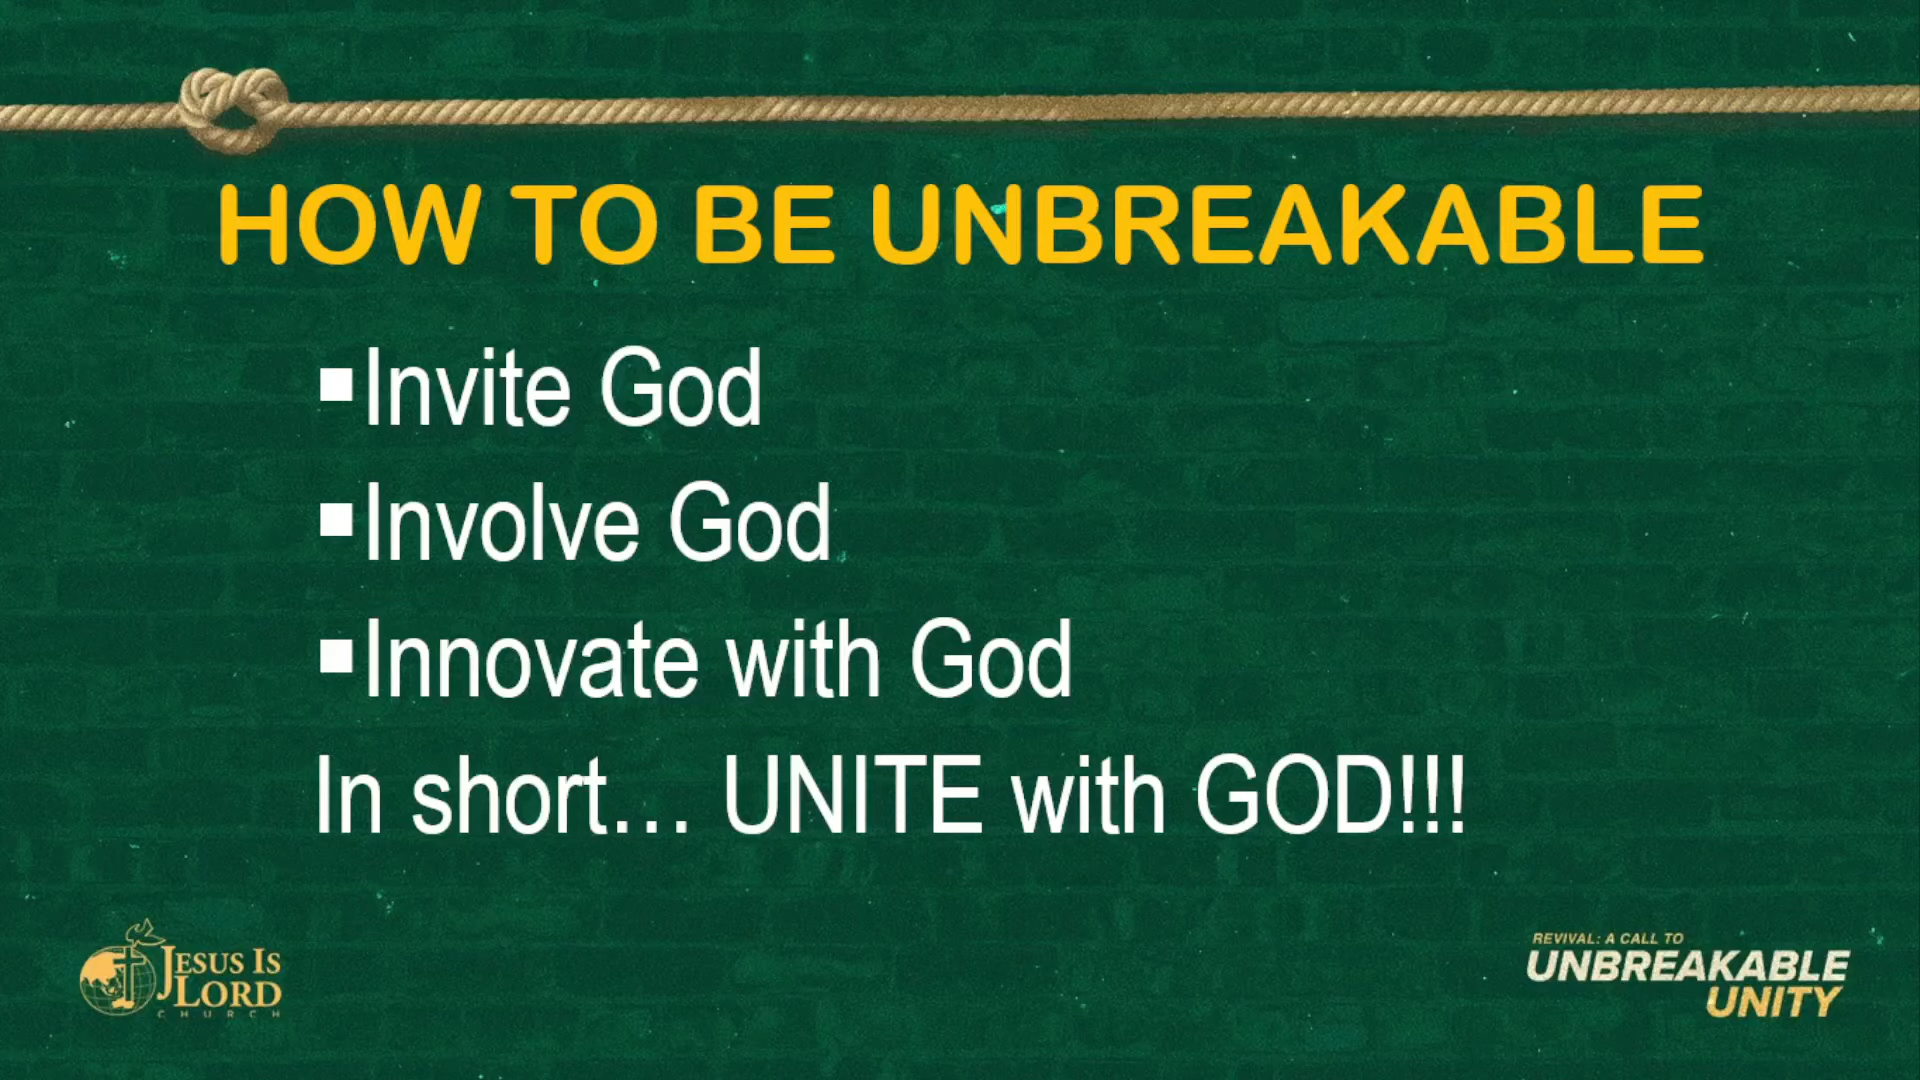 HOW TO BE UNBREAKABLE
▪Invite God
▪Involve God
▪Innovate with God
In short… UNITE with GOD!!!
JESUS IS
LORD
CHURCH
REVIVAL: A CALL TO
UNBREAKABLE
UNITY